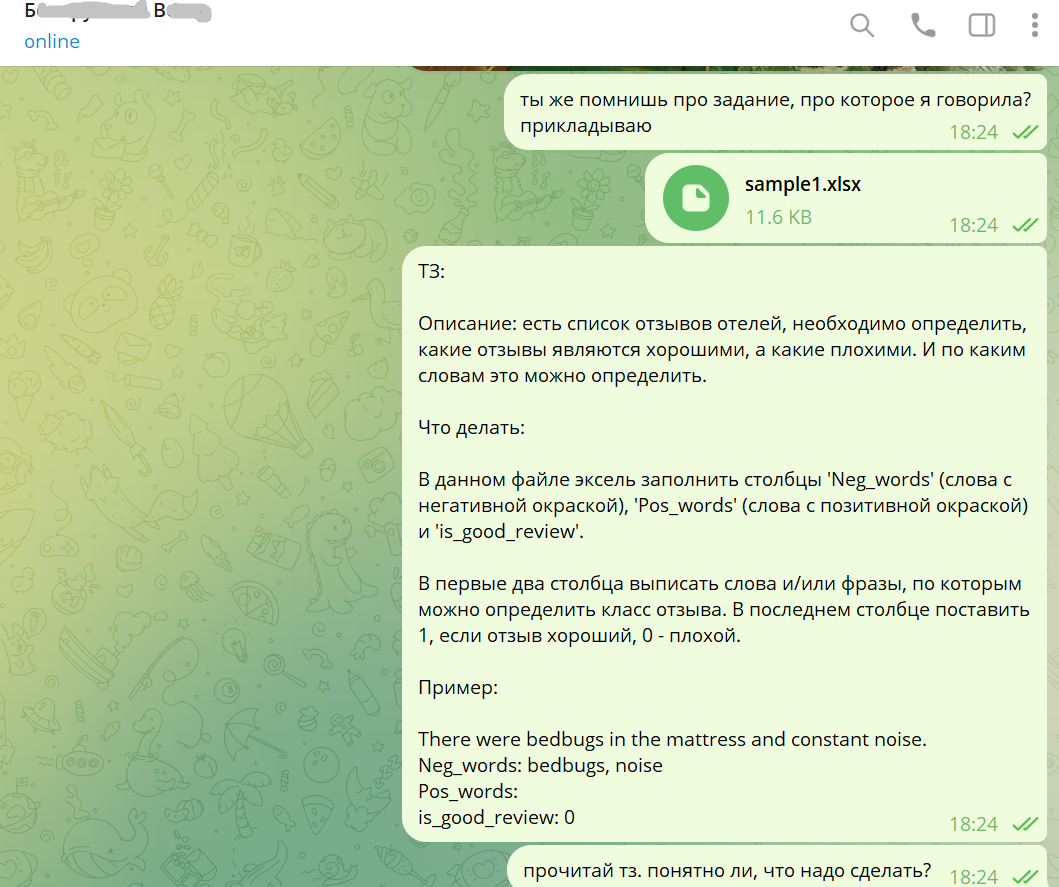 online
ты же помнишь про задание, про которое я говорила?
прикладываю
18:24
sample1.xlsx
11.6 KB
18:24
ТЗ:
Описание: есть список отзывов отелей, необходимо определить,
какие отзывы являются хорошими, а какие плохими. И по каким
словам это можно определить.
Что делать:
В данном файле эксель заполнить столбцы 'Neg_words' (слова с
негативной окраской), 'Pos_words' (слова с позитивной окраской)
и 'is_good_review'.
В первые два столбца выписать слова и/или фразы, по которым
можно определить класс отзыва. В последнем столбце поставить
1, если отзыв хороший, 0 - плохой.
Пример:
There were bedbugs in the mattress and constant noise.
Neg_words: bedbugs, noise
Pos_words:
is_good_review: 0
18:24
прочитай тз. понятно ли, что надо сделать?
18:24